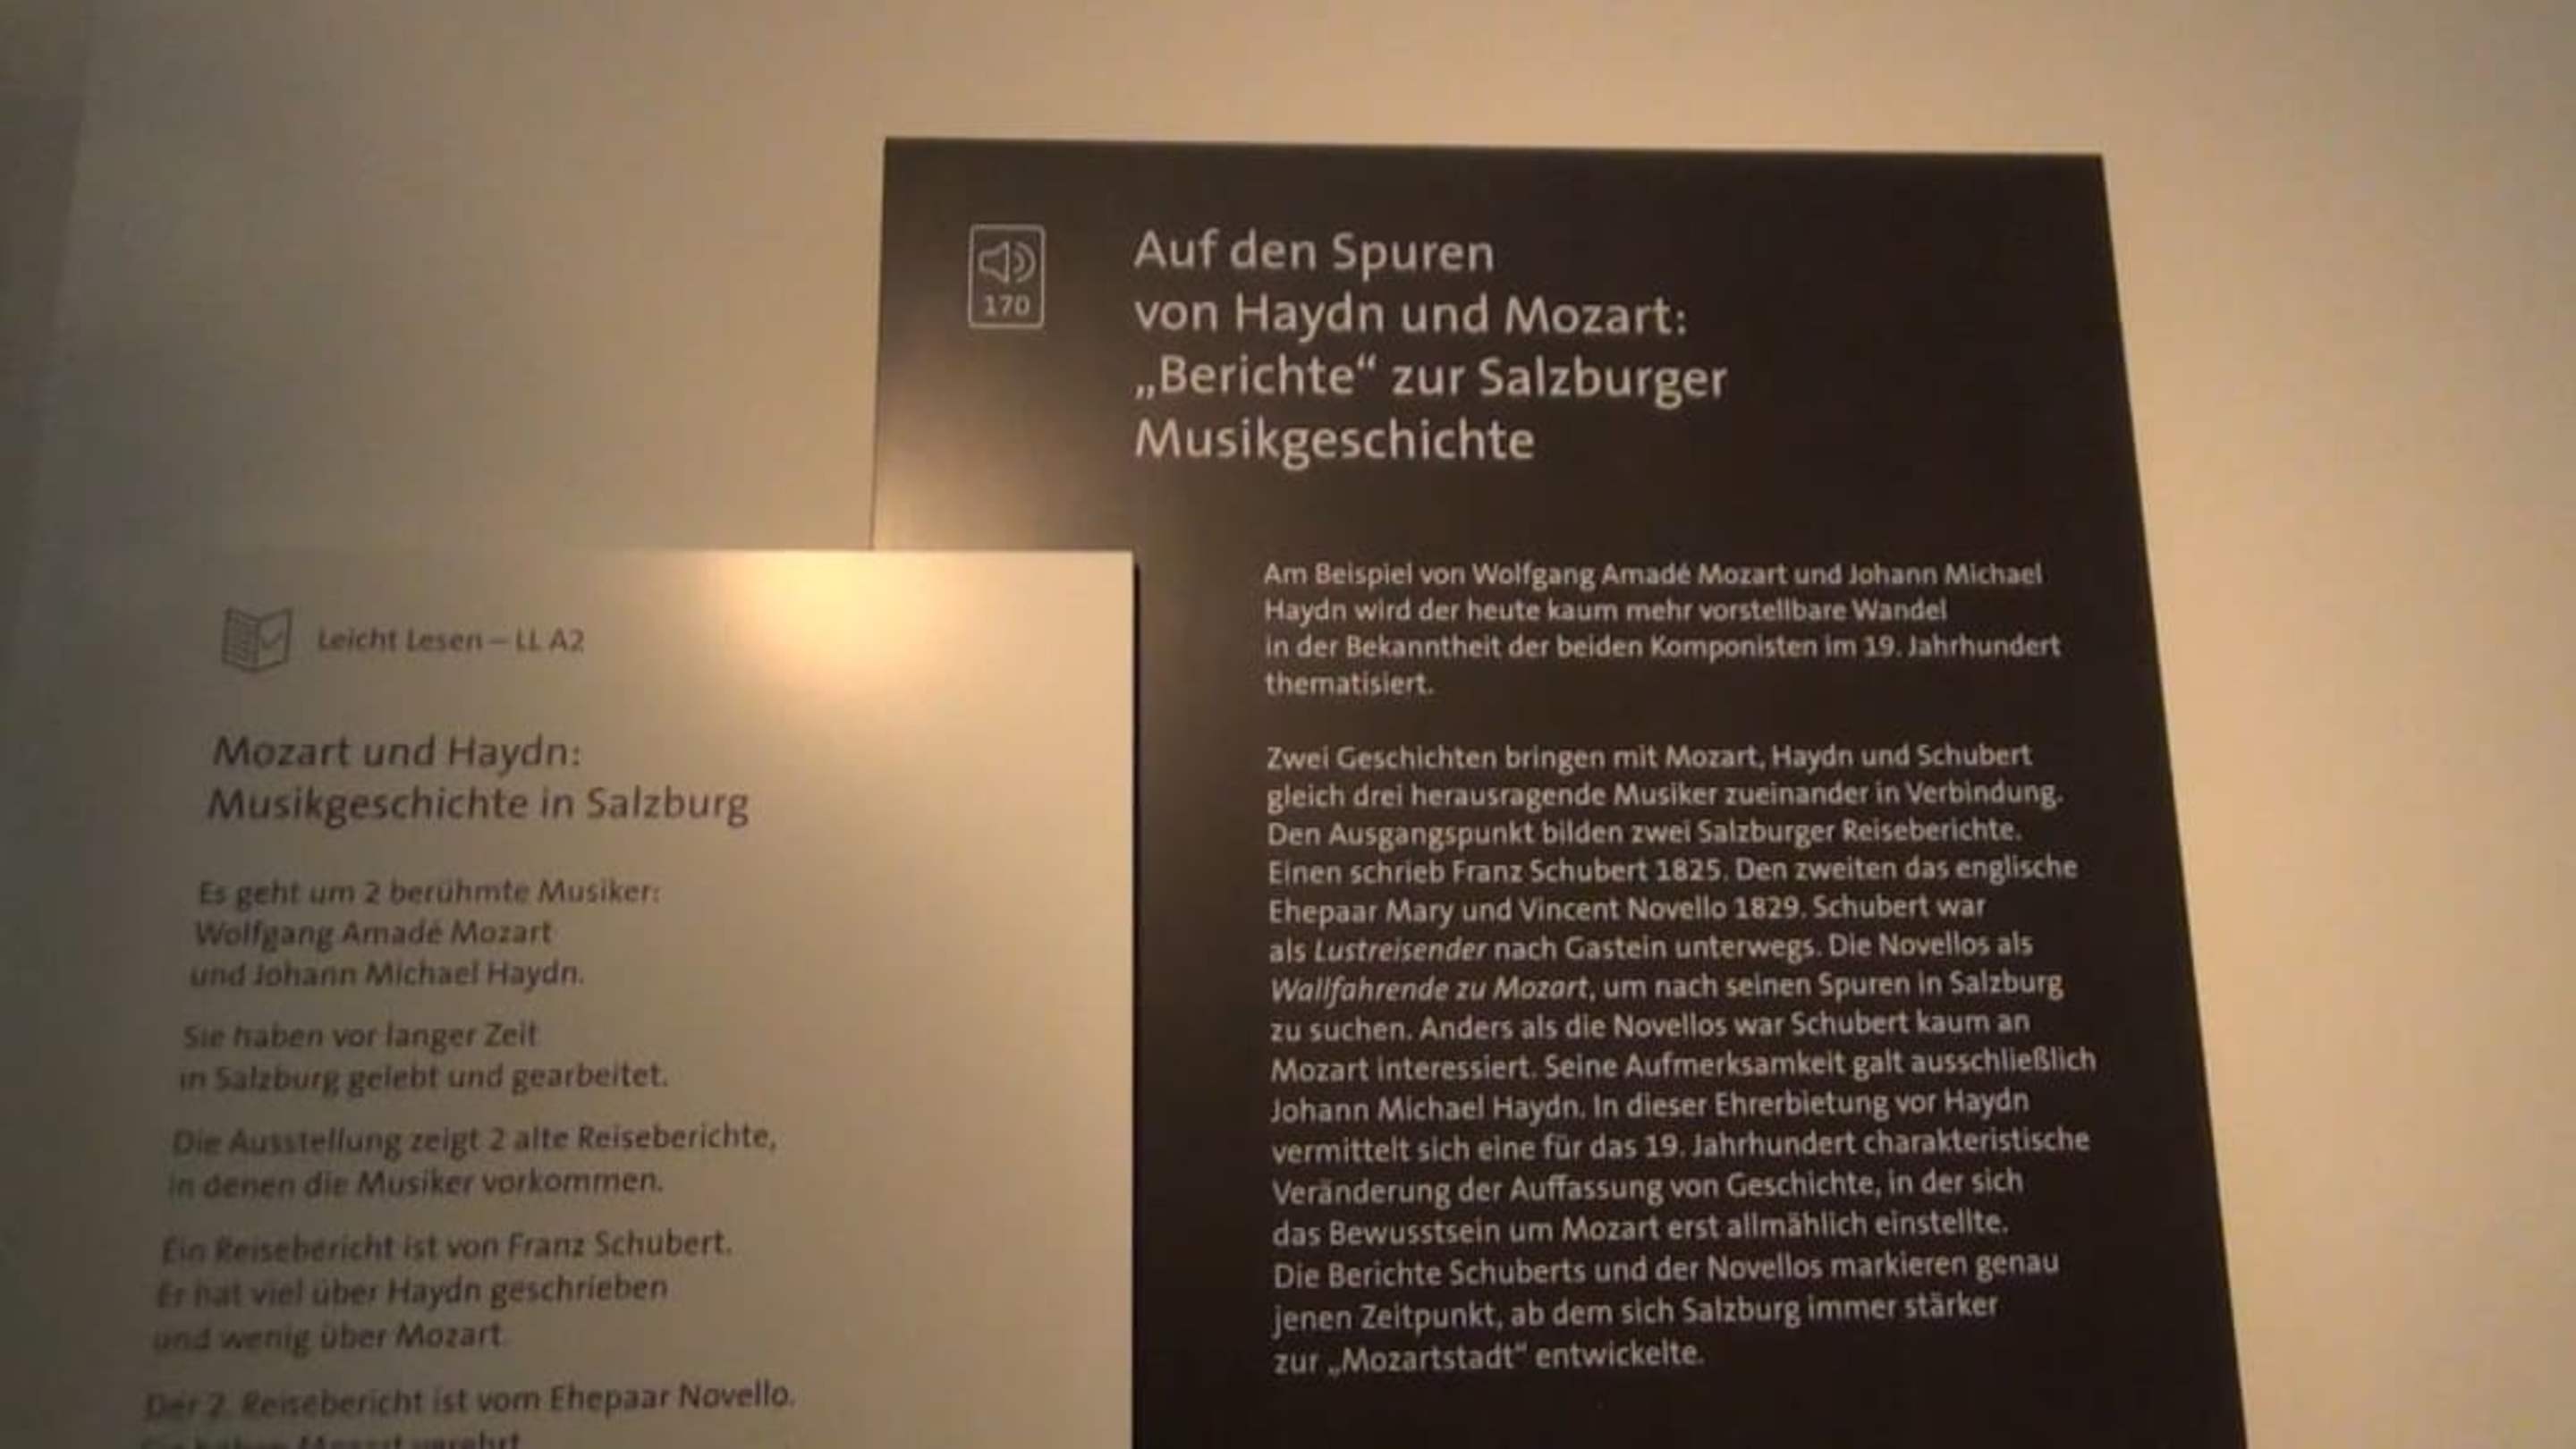 170
Auf den Spuren
von Haydn und Mozart:
„Berichte“ zur Salzburger
Musikgeschichte
Am Beispiel von Wolfgang Amadé Mozart und Johann Michael
Haydn wird der heute kaum mehr vorstellbare Wandel
in der Bekanntheit der beiden Komponisten im 19. Jahrhundert
thematisiert.
Zwei Geschichten bringen mit Mozart, Haydn und Schubert
gleich drei herausragende Musiker zueinander in Verbindung.
Den Ausgangspunkt bilden zwei Salzburger Reiseberichte.
Einen schrieb Franz Schubert 1825. Den zweiten das englische
Ehepaar Mary und Vincent Novello 1829. Schubert war
als Lustreisender nach Gastein unterwegs. Die Novellos als
Wallfahrende zu Mozart, um nach seinen Spuren in Salzburg
zu suchen. Anders als die Novellos war Schubert kaum an
Mozart interessiert. Seine Aufmerksamkeit galt ausschließlich
Johann Michael Haydn. In dieser Ehrerbietung vor Haydn
vermittelt sich eine für das 19. Jahrhundert charakteristische
Veränderung der Auffassung von Geschichte, in der sich
das Bewusstsein um Mozart erst allmählich einstellte.
Die Berichte Schuberts und der Novellos markieren genau
jenen Zeitpunkt, ab dem sich Salzburg immer stärker
zur „Mozartstadt“ entwickelte.
Leicht Lesen – LL A2
Mozart und Haydn:
Musikgeschichte in Salzburg
Es geht um 2 berühmte Musiker:
Wolfgang Amadé Mozart
und Johann Michael Haydn.
Sie haben vor langer Zeit
in Salzburg gelebt und gearbeitet.
Die Ausstellung zeigt 2 alte Reiseberichte,
in denen die Musiker vorkommen.
Ein Reisebericht ist von Franz Schubert.
Er hat viel über Haydn geschrieben
und wenig über Mozart.
Der 2. Reisebericht ist vom Ehepaar Novello.